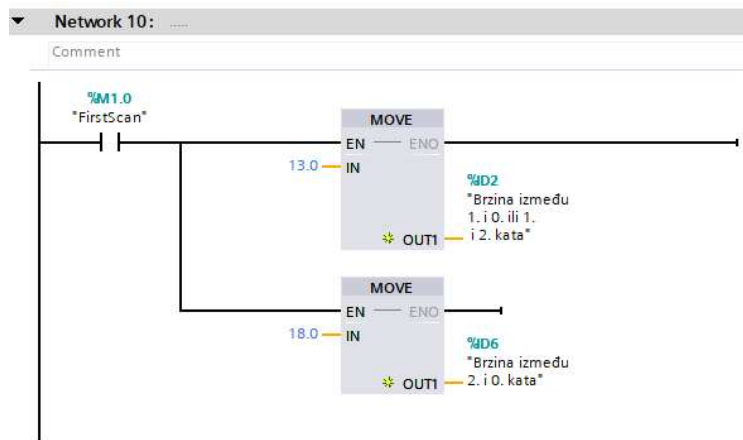 Network 10: .....
Comment
%M1.0
"FirstScan"
MOVE
EN ENO
13.0 IN
%ID2
"Brzina između
1. i 0. ili 1.
i 2. kata"
OUT1
MOVE
EN ENO
18.0 IN
%ID6
"Brzina između
2. i 0. kata"
OUT1